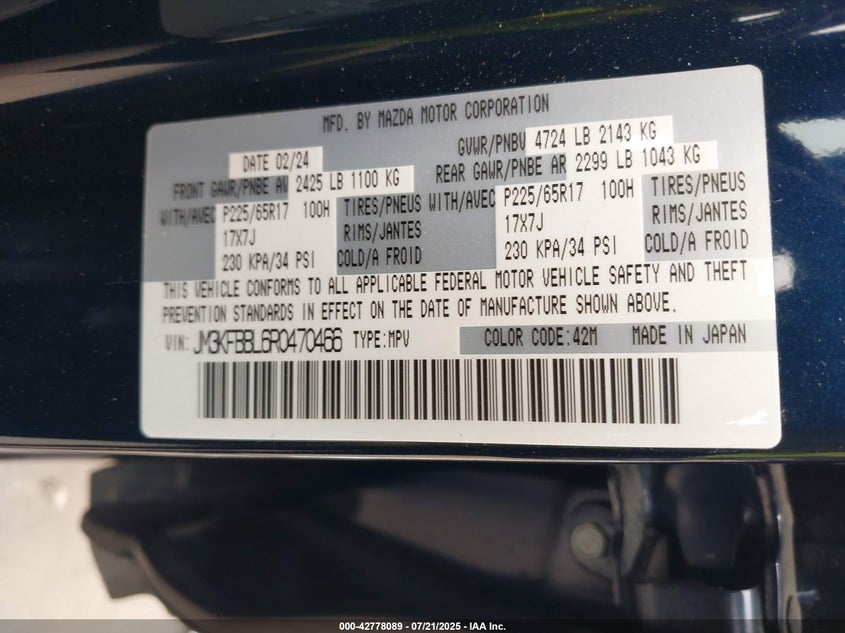 MFD. BY MAZDA MOTOR CORPORATION
DATE 02/24 GVWR/PNBV 4724 LB 2143 KG
FRONT GAWR/PNBE AV 2425 LB 1100 KG REAR GAWR/PNBE AR 2299 LB 1043 KG
WITH/AVEC P225/65R17 100H TIRES/PNEUS WITH/AVEC P225/65R17 100H TIRES/PNEUS
17X7J RIMS/JANTES 17X7J RIMS/JANTES
230 KPA/34 PSI COLD/A FROID 230 KPA/34 PSI COLD/A FROID
THIS VEHICLE CONFORMS TO ALL APPLICABLE FEDERAL MOTOR VEHICLE SAFETY AND THEFT
PREVENTION STANDARDS IN EFFECT ON THE DATE OF MANUFACTURE SHOWN ABOVE.
VIN: JM3KFBBL6R0470466 TYPE:MPV COLOR CODE:42M MADE IN JAPAN
000-42778089 - 07/21/2025 - IAA Inc.